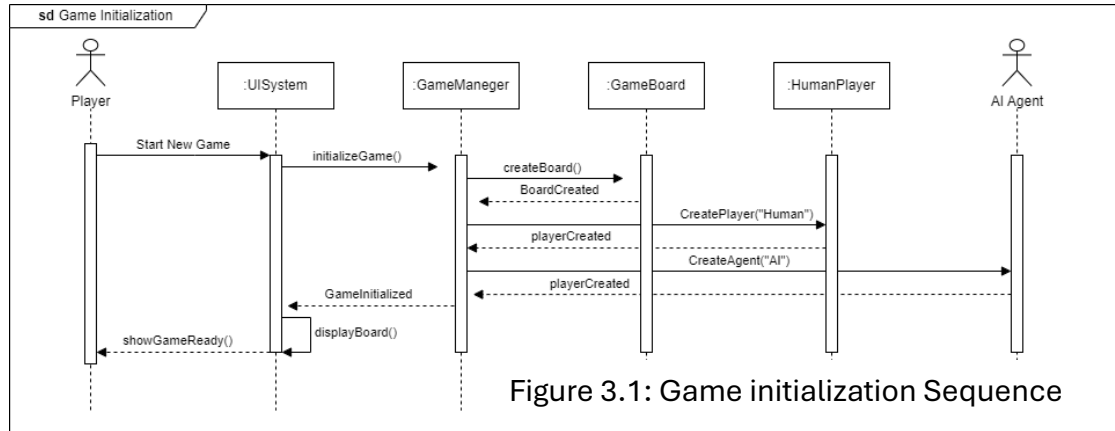 sd Game Initialization
Player
:UISystem
:GameManeger
:GameBoard
:HumanPlayer
AI Agent
Start New Game
initializeGame()
createBoard()
BoardCreated
CreatePlayer("Human")
playerCreated
CreateAgent("AI")
playerCreated
GameInitialized
displayBoard()
showGameReady()
Figure 3.1: Game initialization Sequence